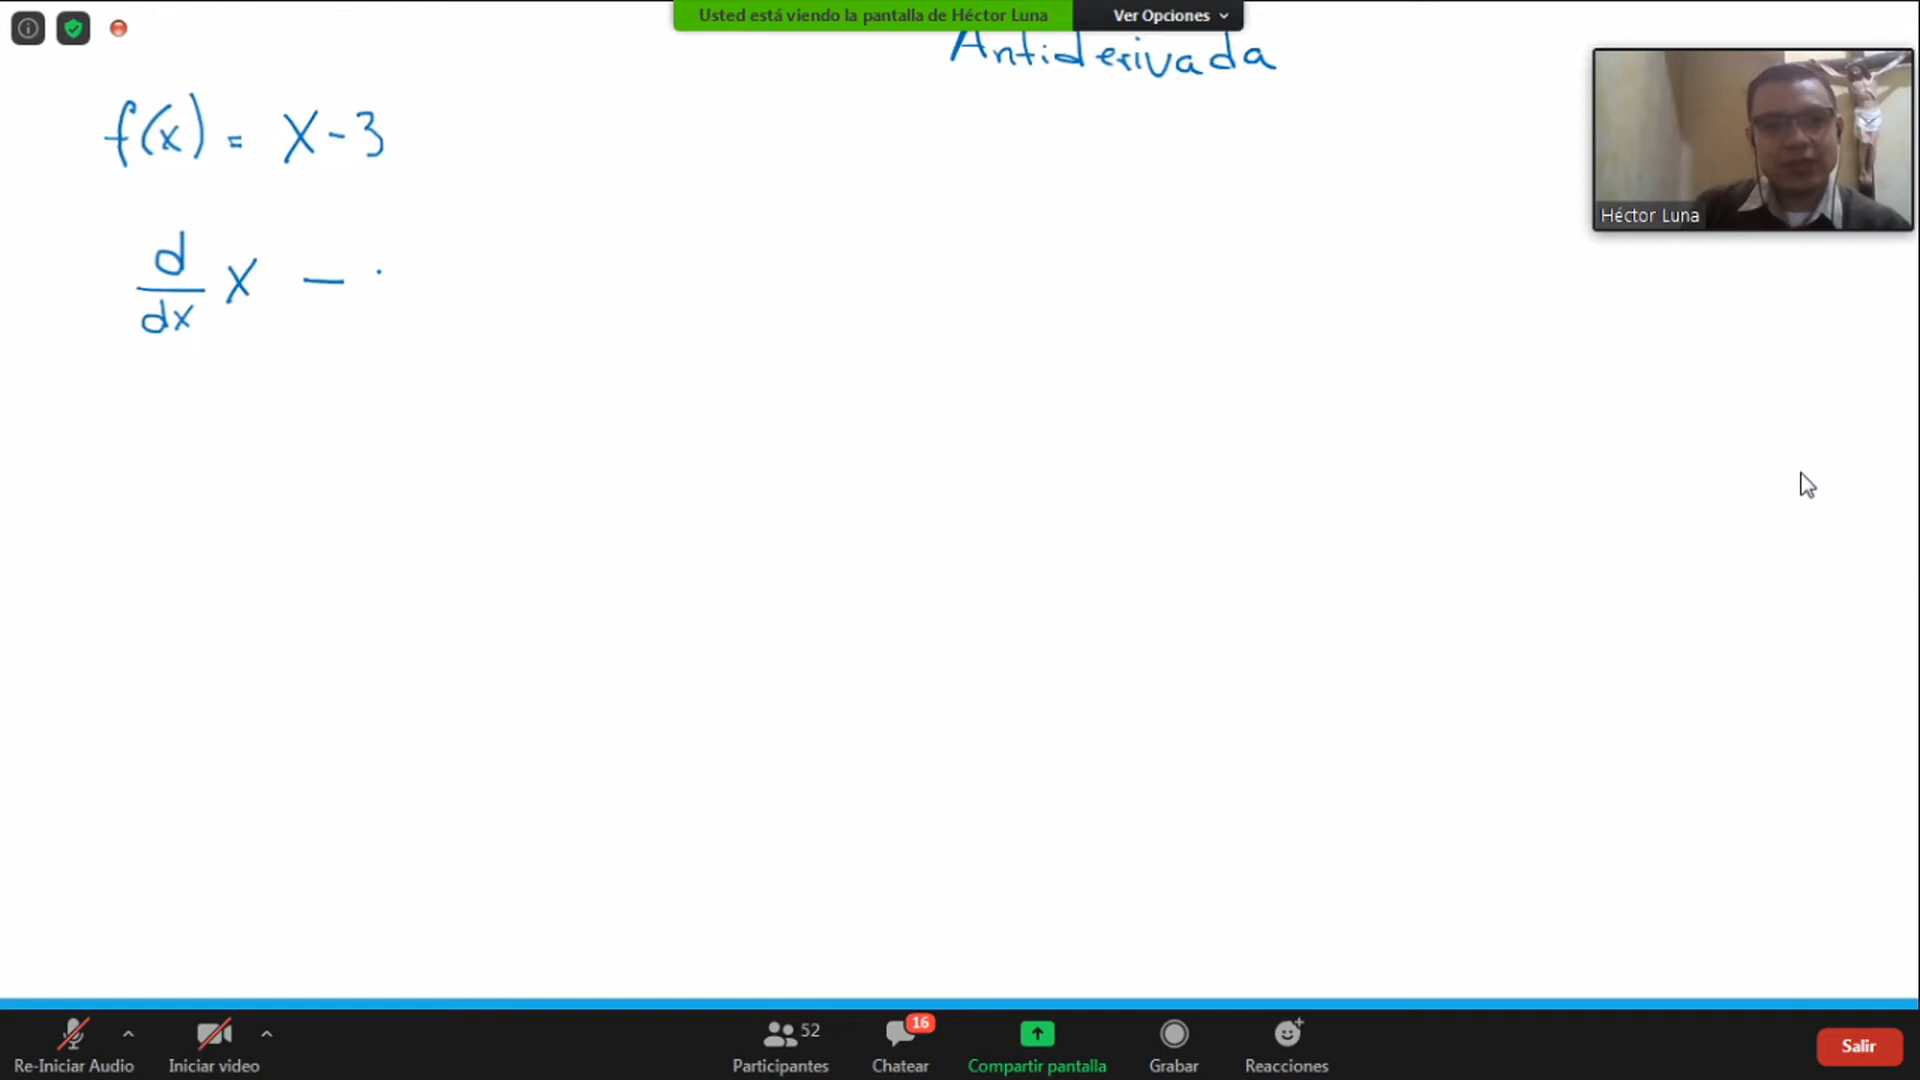 Usted está viendo la pantalla de Héctor Luna Ver Opciones
Antiderivada
f(x) = x - 3
Héctor Luna
d
dx x -
52 16
Re-Iniciar Audio Iniciar video Participantes Chatear Compartir pantalla Grabar Reacciones Salir